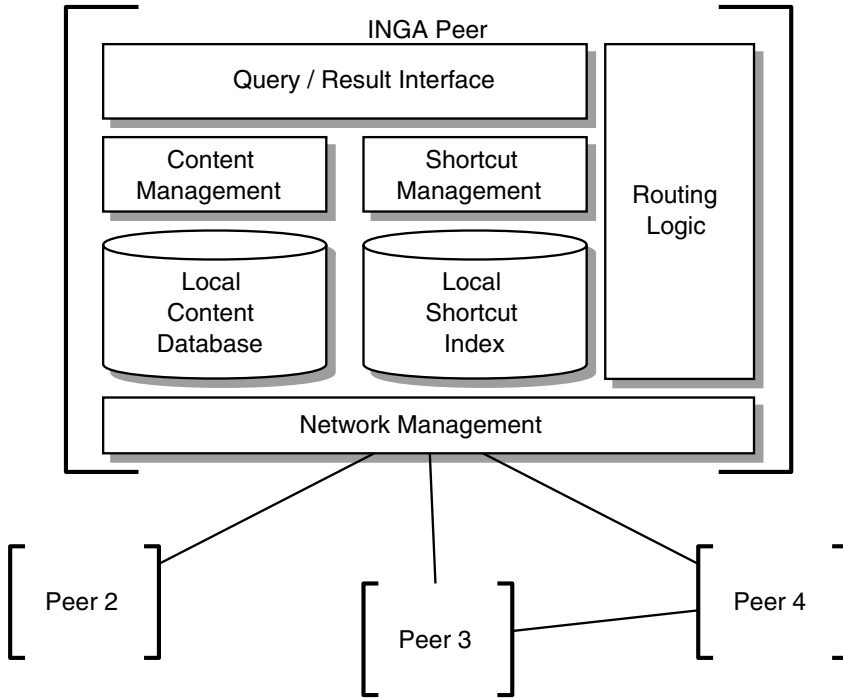 INGA Peer
Query / Result Interface
Content
Management
Shortcut
Management
Routing
Logic
Local
Content
Database
Local
Shortcut
Index
Network Management
Peer 2
Peer 3
Peer 4